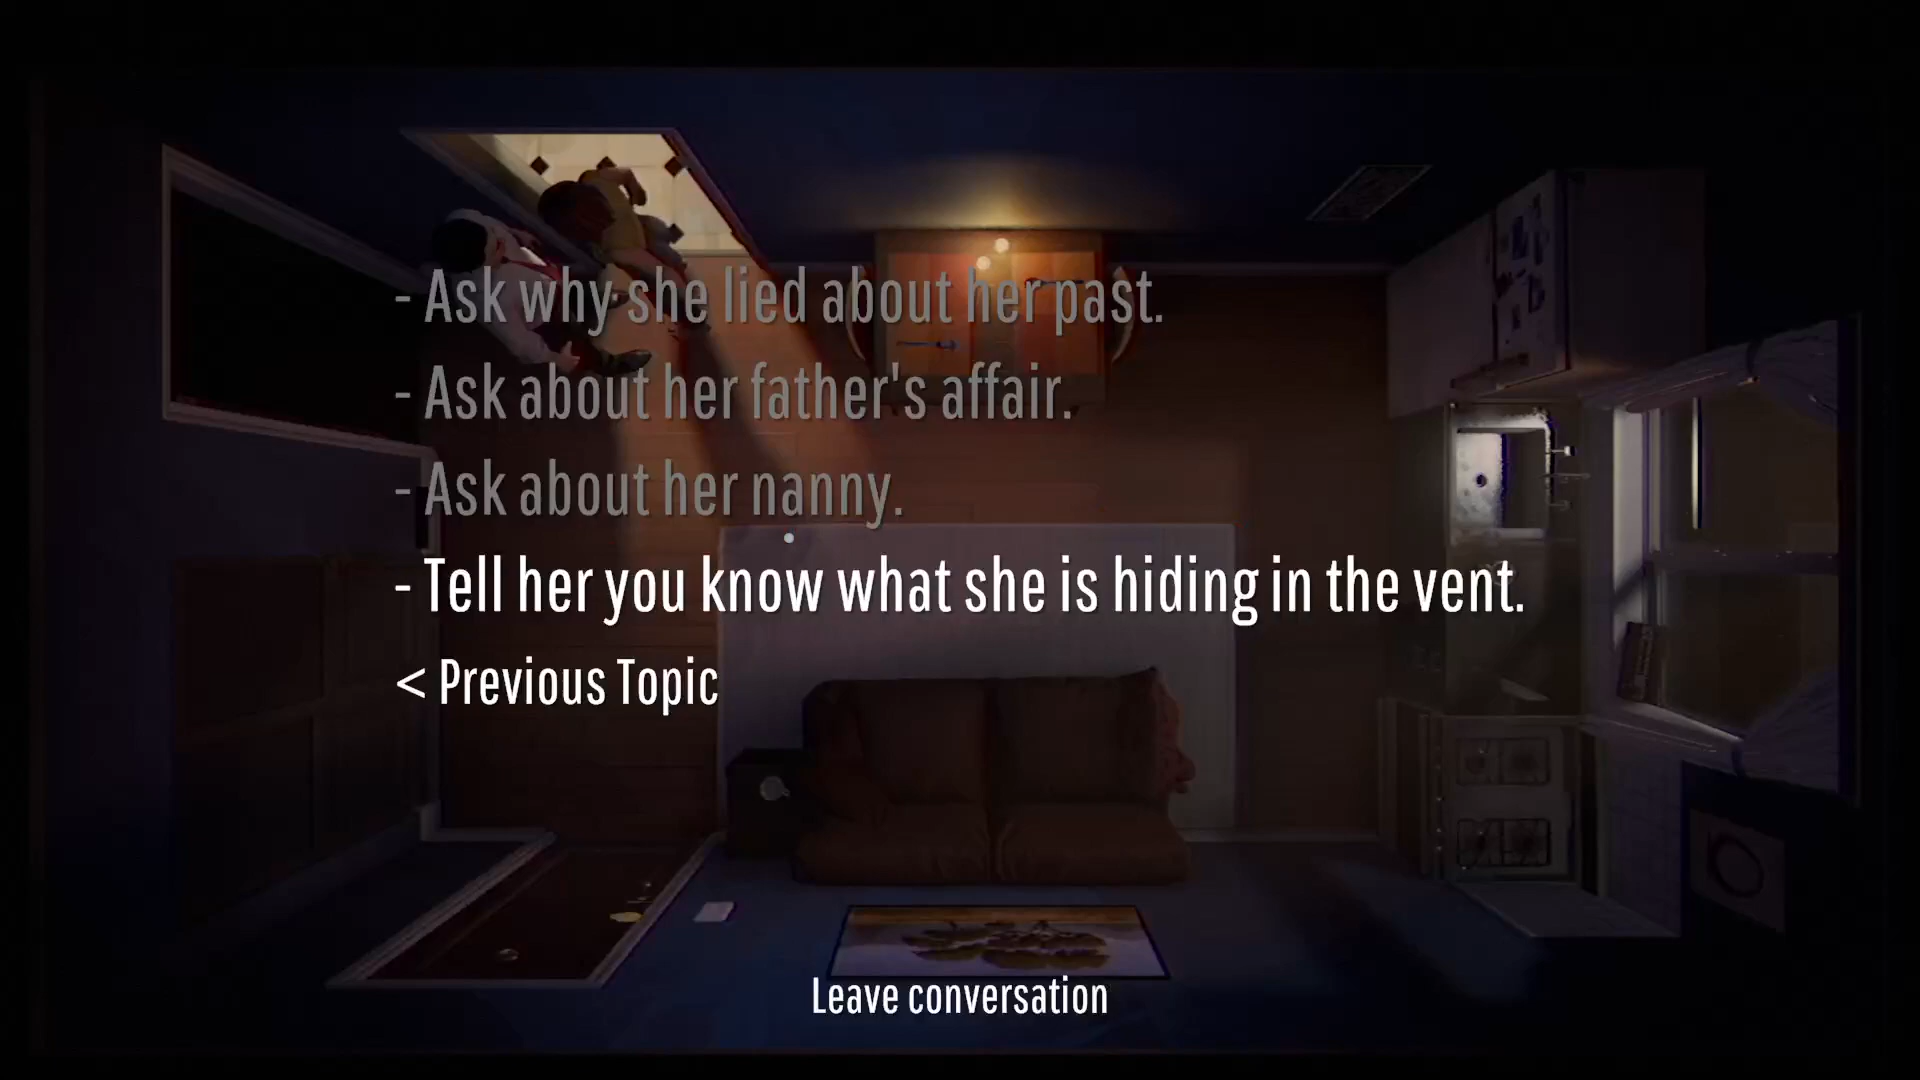 - Ask why she lied about her past.
- Ask about her father's affair.
- Ask about her nanny.
- Tell her you know what she is hiding in the vent.
< Previous Topic
Leave conversation